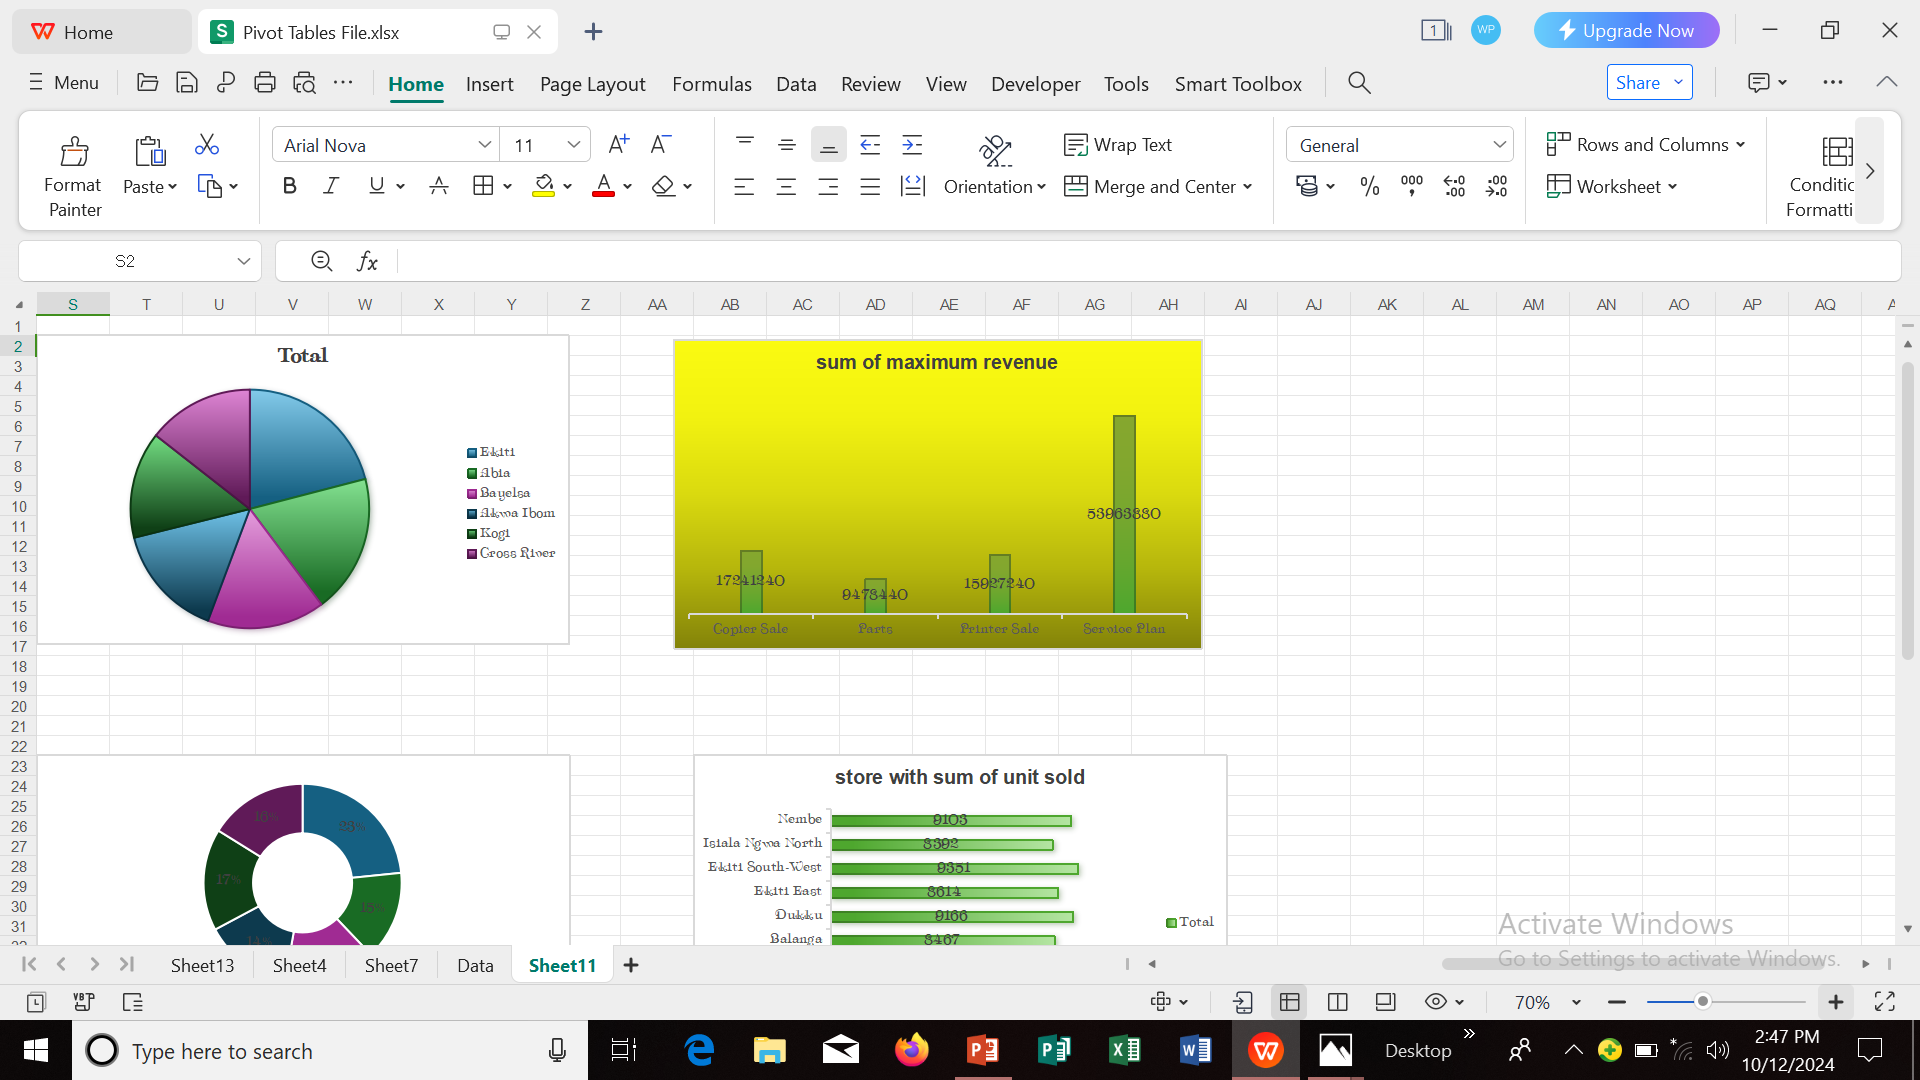 Home
Pivot Tables File.xlsx
1
WP
Upgrade Now
Menu
Home Insert Page Layout Formulas Data Review View Developer Tools Smart Toolbox
Share
Format Painter
Paste
Arial Nova
11
Orientation
Wrap Text
Merge and Center
General
Rows and Columns
Worksheet
Conditic
Formatti
S2
fx
S T U V W X Y Z AA AB AC AD AE AF AG AH AI AJ AK AL AM AN AO AP AQ
1
2
3
4
5
6
7
8
9
10
11
12
13
14
15
16
17
18
19
20
21
22
23
24
25
26
27
28
29
30
31
Total
Ekiti
Abia
Bayelsa
Akwa Ibom
Kogi
Cross River
sum of maximum revenue
53963880
17241240
9473440
15927240
Copier Sale Parts Printer Sale Service Plan
23%
15%
17%
14%
store with sum of unit sold
Nembe 9103
Isiala Ngwa North 8392
Ekiti South-West 9351
Ekiti East 8614
Dukku 9166
Balanga 8467
Total
Activate Windows
Go to Settings to activate Windows.
Sheet13 Sheet4 Sheet7 Data Sheet11
70%
Type here to search
Desktop
2:47 PM
10/12/2024